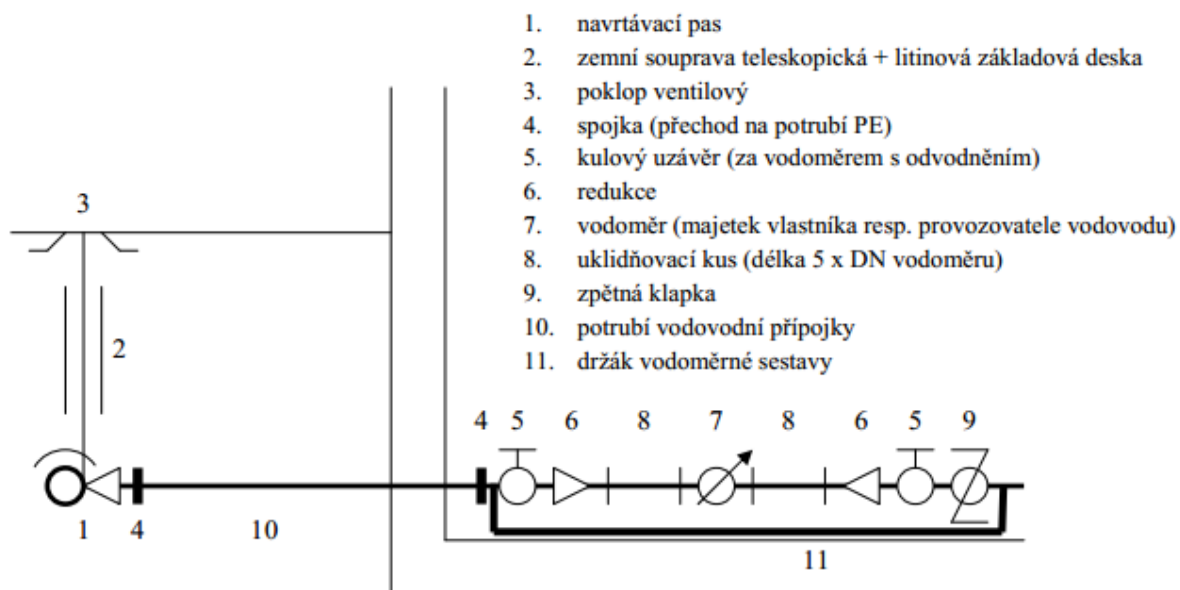 1. navrtávací pas
2. zemní souprava teleskopická + litinová základová deska
3. poklop ventilový
4. spojka (přechod na potrubí PE)
5. kulový uzávěr (za vodoměrem s odvodněním)
6. redukce
7. vodoměr (majetek vlastníka resp. provozovatele vodovodu)
8. uklidňovací kus (délka 5 x DN vodoměru)
9. zpětná klapka
10. potrubí vodovodní přípojky
11. držák vodoměrné sestavy
3
2
4 5 6 8 7 8 6 5 9
1 4 10
11